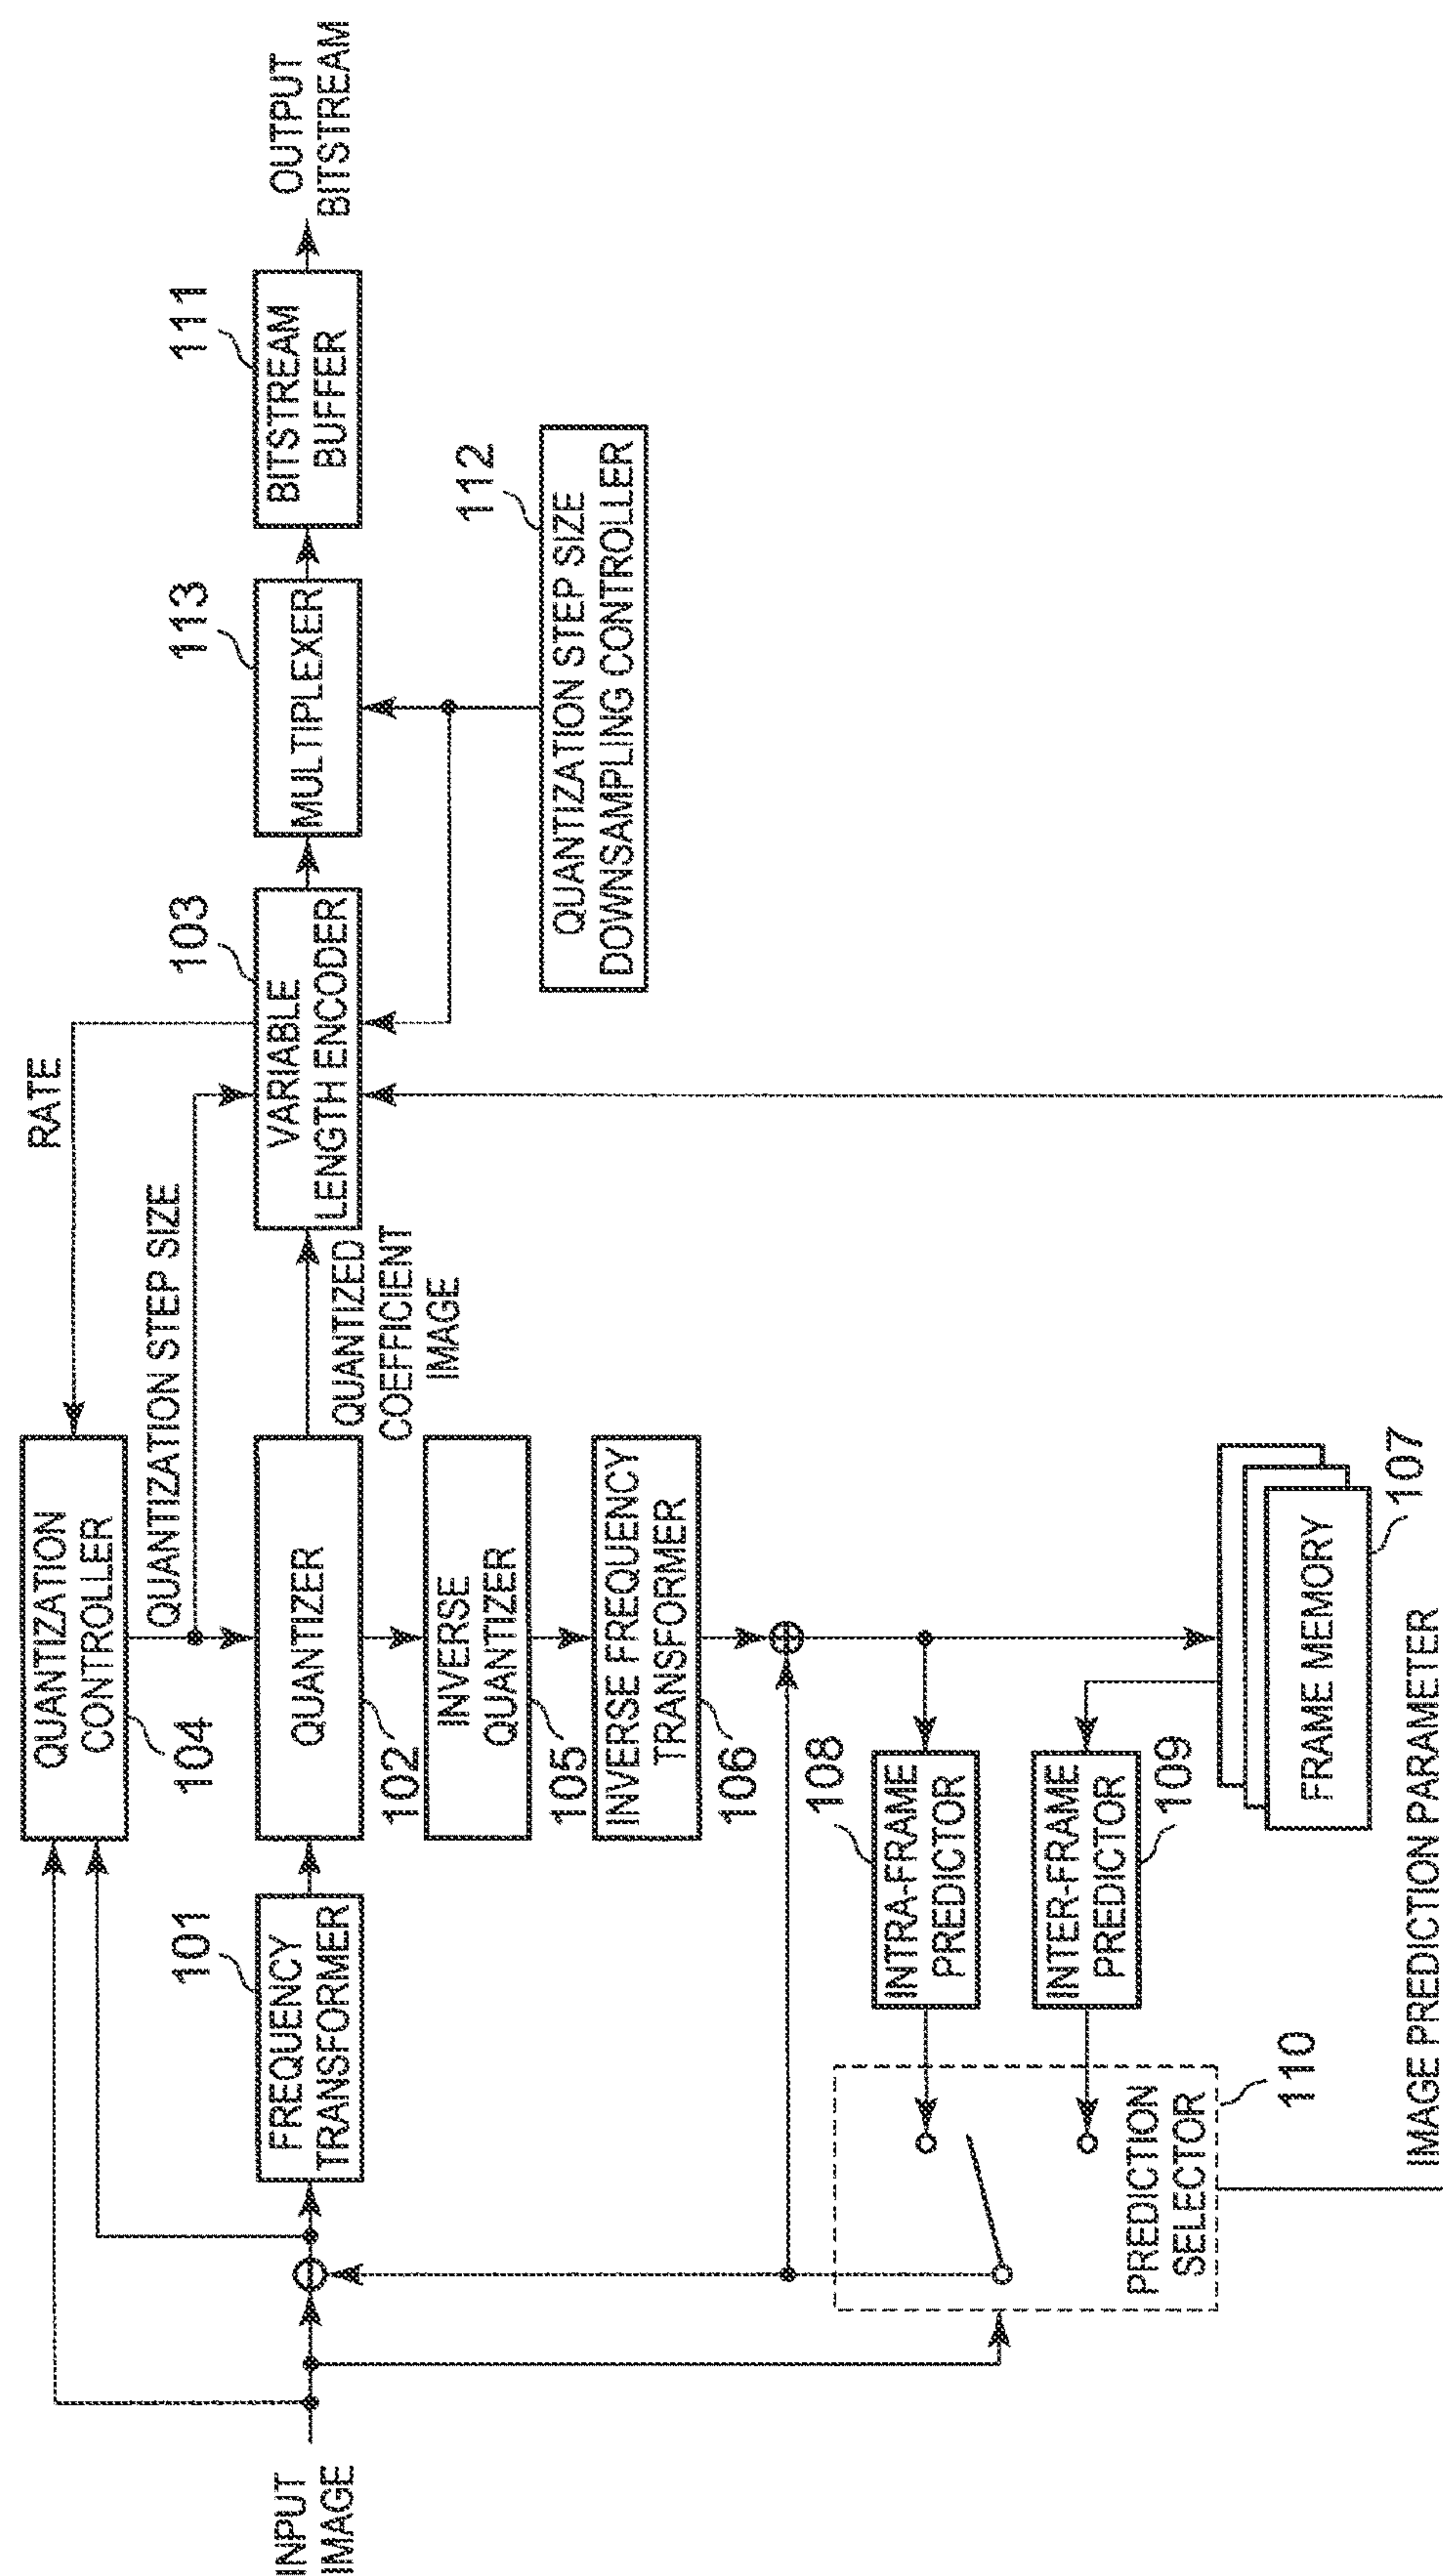 RATE
QUANTIZATION
CONTROLLER
104
QUANTIZATION STEP SIZE
INPUT
IMAGE
101
FREQUENCY
TRANSFORMER
QUANTIZER
102
QUANTIZED
COEFFICIENT
IMAGE
103
VARIABLE
LENGTH ENCODER
113
MULTIPLEXER
111
BITSTREAM
BUFFER
OUTPUT
BITSTREAM
INVERSE
QUANTIZER
105
112
QUANTIZATION STEP SIZE
DOWNSAPLING CONTROLLER
INVERSE FREQUENCY
TRANSFORMER
106
108
INTRA-FRAME
PREDICTOR
INTER-FRAME
PREDICTOR
109
PREDICTION
SELECTOR
110
FRAME MEMORY
107
IMAGE PREDICTION PARAMETER